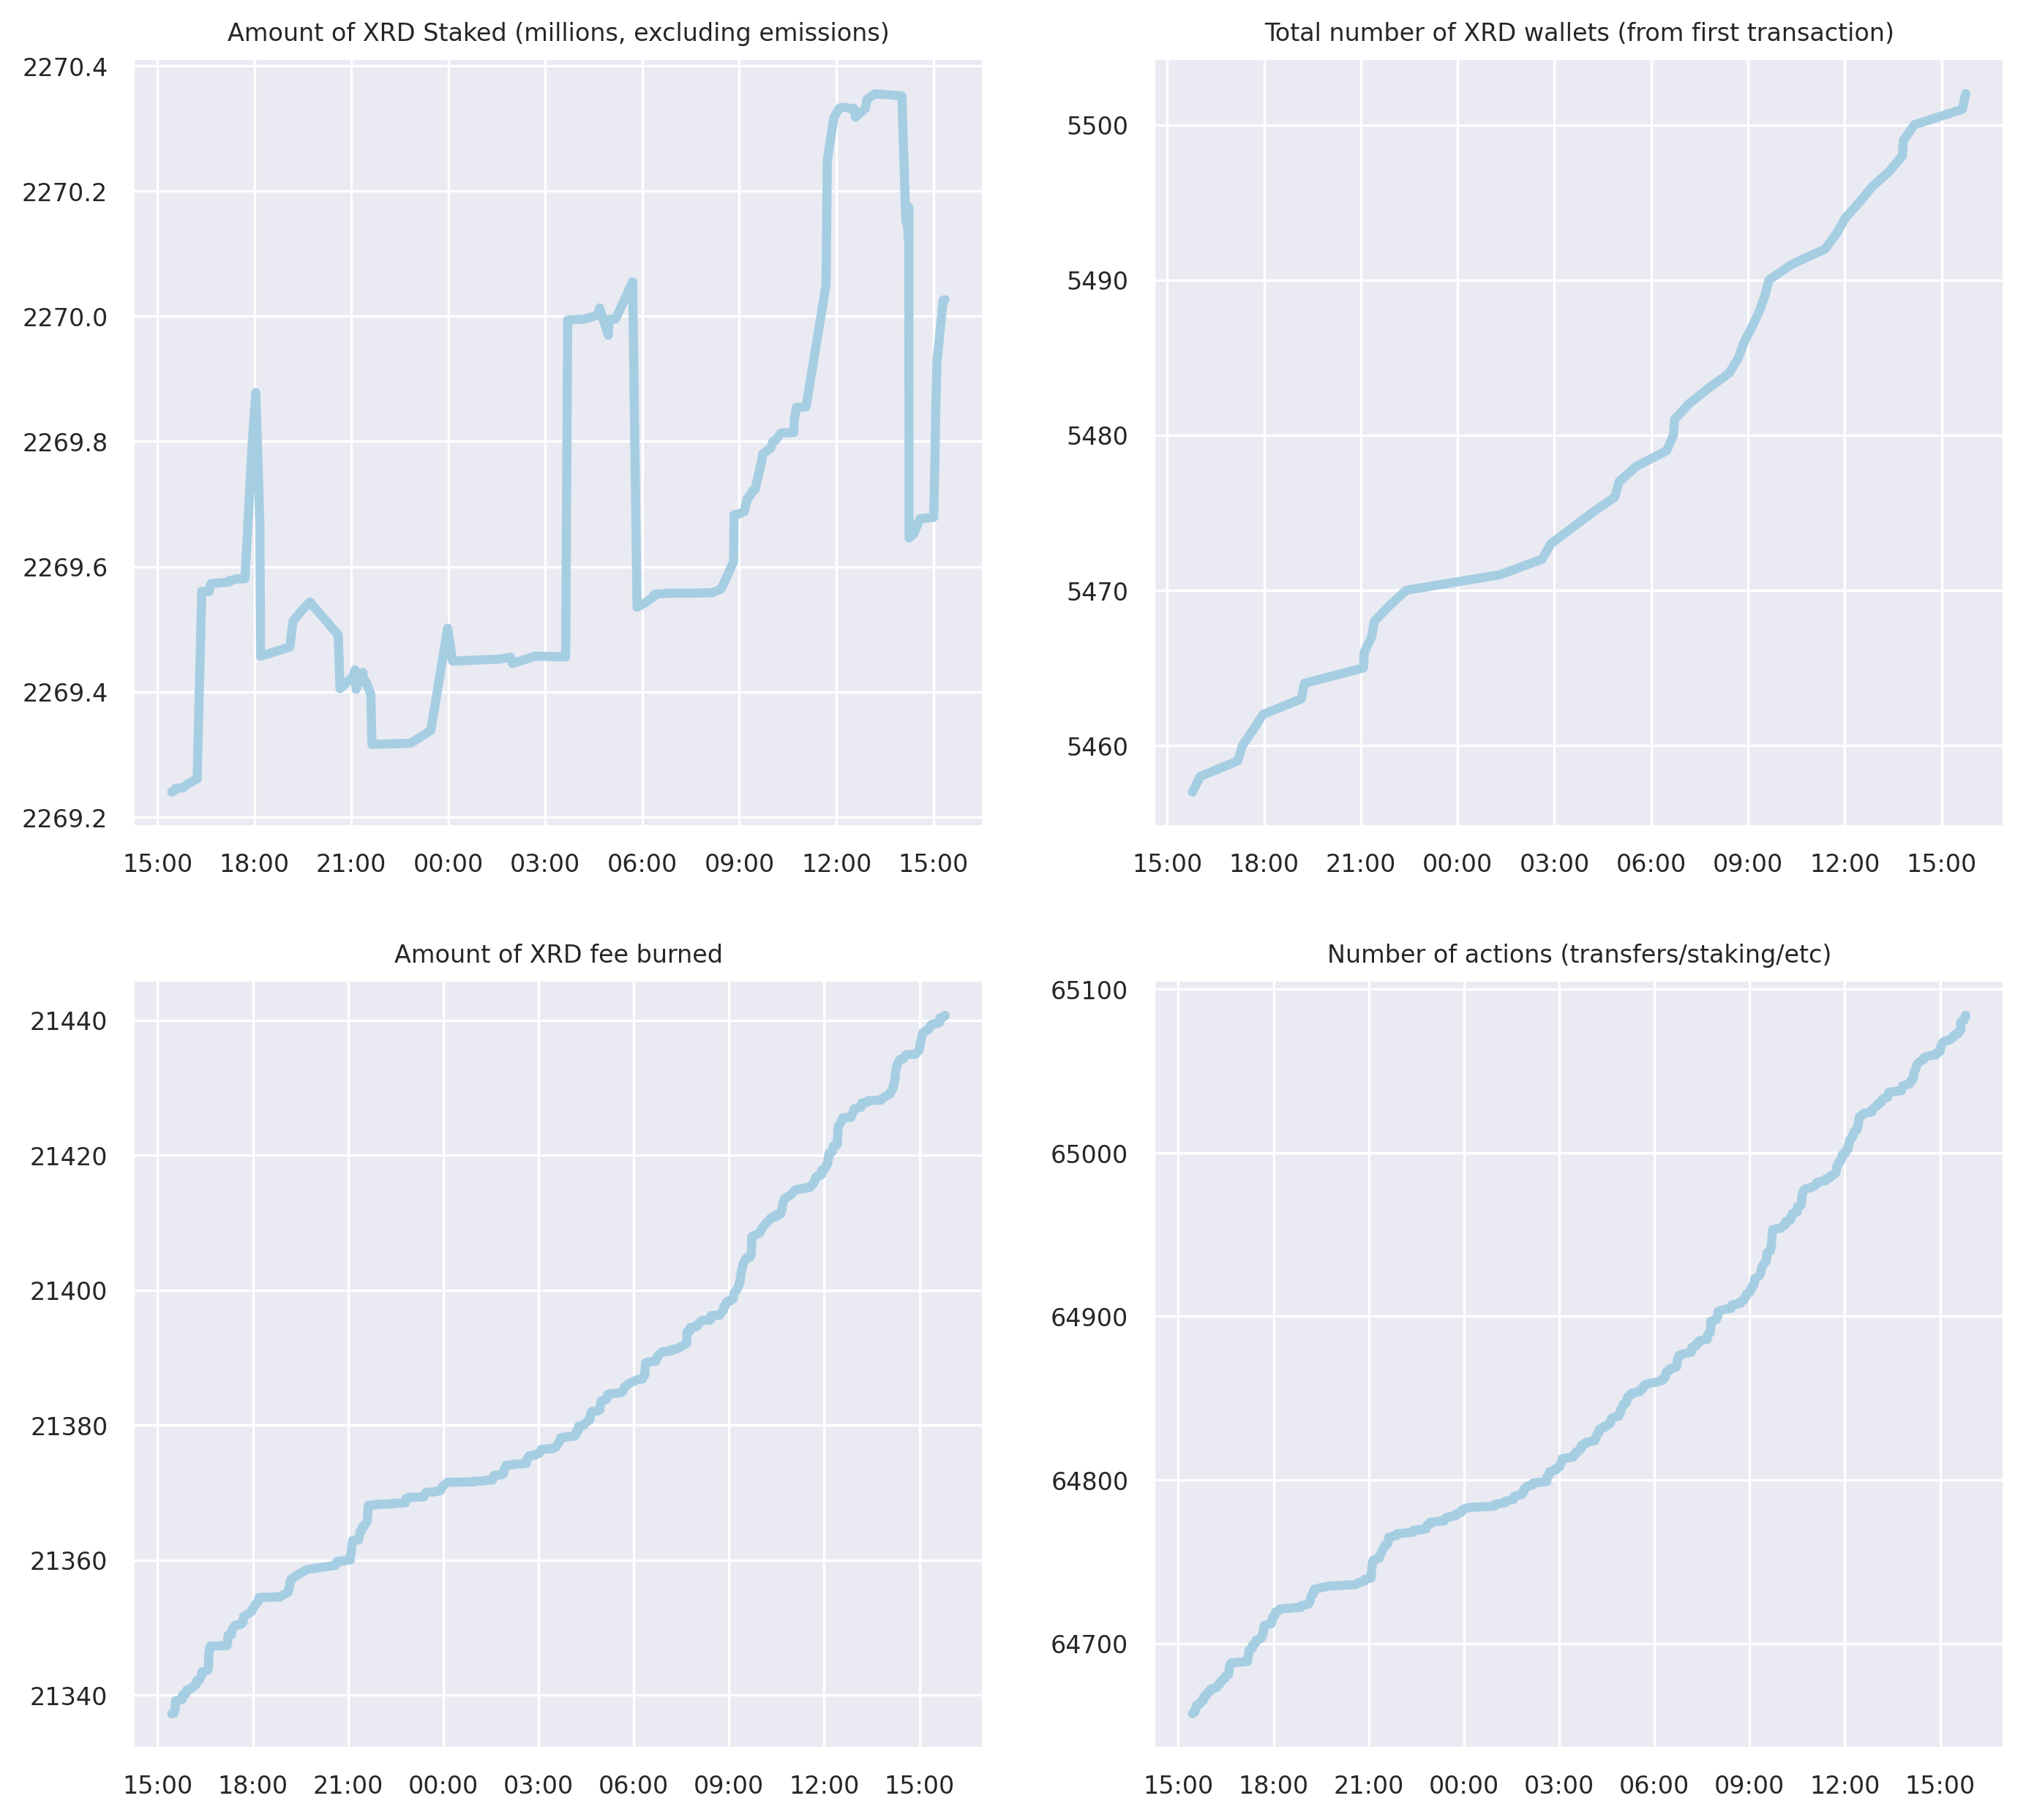 Amount of XRD Staked (millions, excluding emissions)
2270.4
2270.2
2270.0
2269.8
2269.6
2269.4
2269.2
15:00 18:00 21:00 00:00 03:00 06:00 09:00 12:00 15:00
Total number of XRD wallets (from first transaction)
5500
5490
5480
5470
5460
15:00 18:00 21:00 00:00 03:00 06:00 09:00 12:00 15:00
Amount of XRD fee burned
21440
21420
21400
21380
21360
21340
15:00 18:00 21:00 00:00 03:00 06:00 09:00 12:00 15:00
Number of actions (transfers/staking/etc)
65100
65000
64900
64800
64700
15:00 18:00 21:00 00:00 03:00 06:00 09:00 12:00 15:00